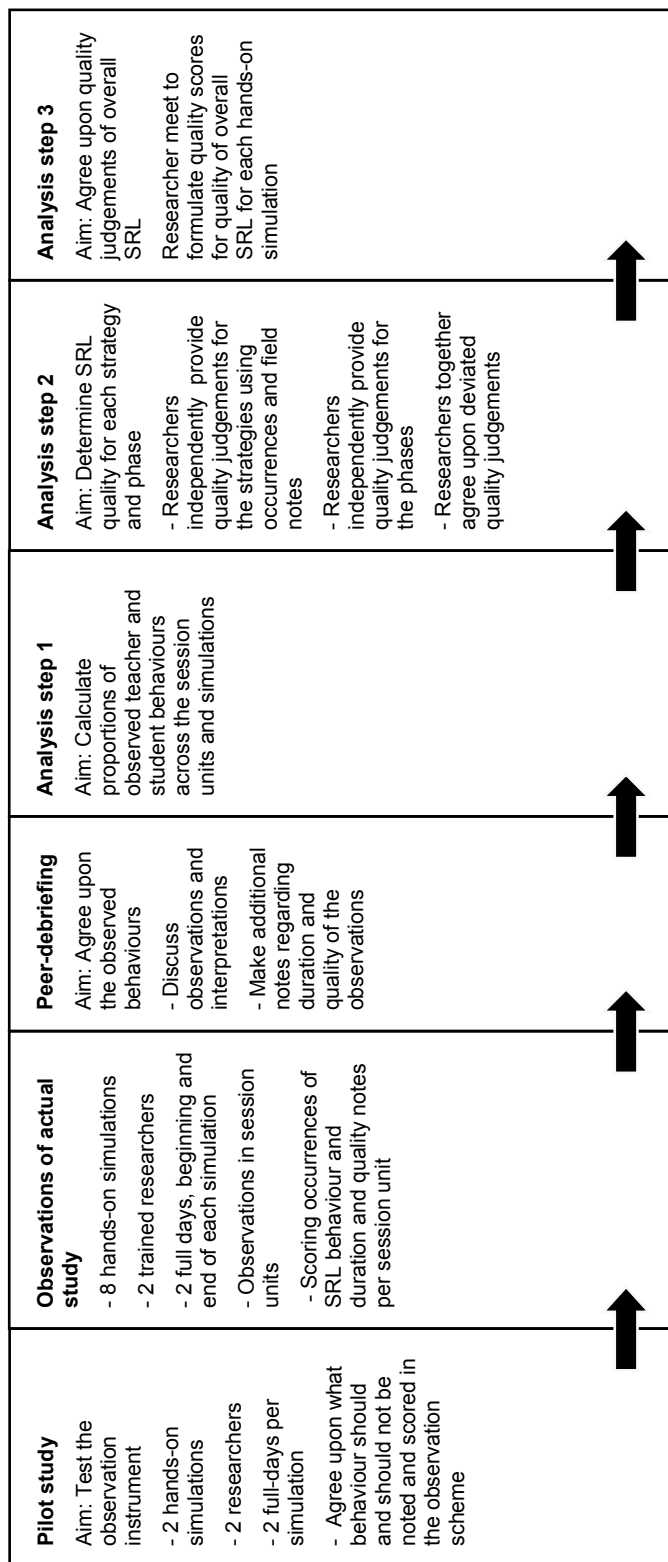 Pilot study
Aim: Test the
observation
instrument
- 2 hands-on
simulations
- 2 researchers
- 2 full-days per
simulation
- Agree upon what
behaviour should
and should not be
noted and scored in
the observation
scheme
Observations of actual
study
- 8 hands-on simulations
- 2 trained researchers
- 2 full days, beginning and
end of each simulation
- Observations in session
units
- Scoring occurrences of
SRL behaviour and
duration and quality notes
per session unit
Peer-debriefing
Aim: Agree upon
the observed
behaviours
- Discuss
observations and
interpretations
- Make additional
notes regarding
duration and
quality of the
observations
Analysis step 1
Aim: Calculate
proportions of
observed teacher and
student behaviours
across the session
units and simulations
Analysis step 2
Aim: Determine SRL
quality for each strategy
and phase
- Researchers
independently provide
quality judgements for
the strategies using
occurrences and field
notes
- Researchers
independently provide
quality judgements for
the phases
- Researchers together
agree upon deviated
quality judgements
Analysis step 3
Aim: Agree upon quality
judgements of overall
SRL
Researcher meet to
formulate quality scores
for quality of overall
SRL for each hands-on
simulation